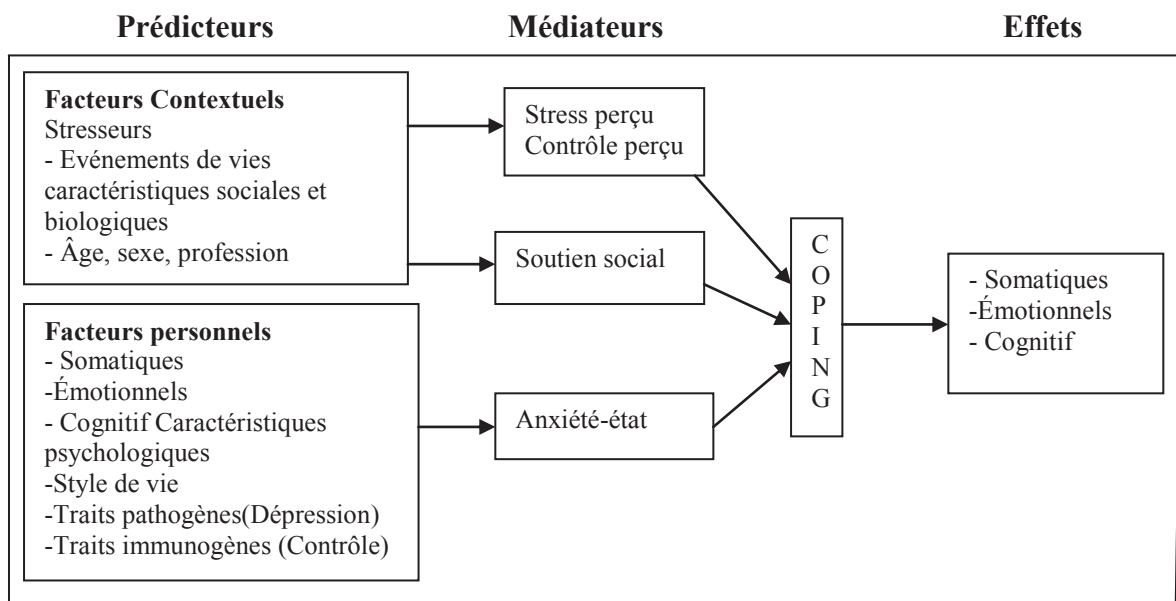 Prédicteurs
Médiateurs
Effets
Facteurs Contextuels
Stresseurs
- Evénements de vies
caractéristiques sociales et
biologiques
- Âge, sexe, profession
Facteurs personnels
- Somatiques
-Émotionnels
- Cognitif Caractéristiques
psychologiques
-Style de vie
-Traits pathogènes(Dépression)
-Traits immunogènes (Contrôle)
Stress perçu
Contrôle perçu
Soutien social
Anxiété-état
C
O
P
I
N
G
- Somatiques
-Émotionnels
- Cognitif